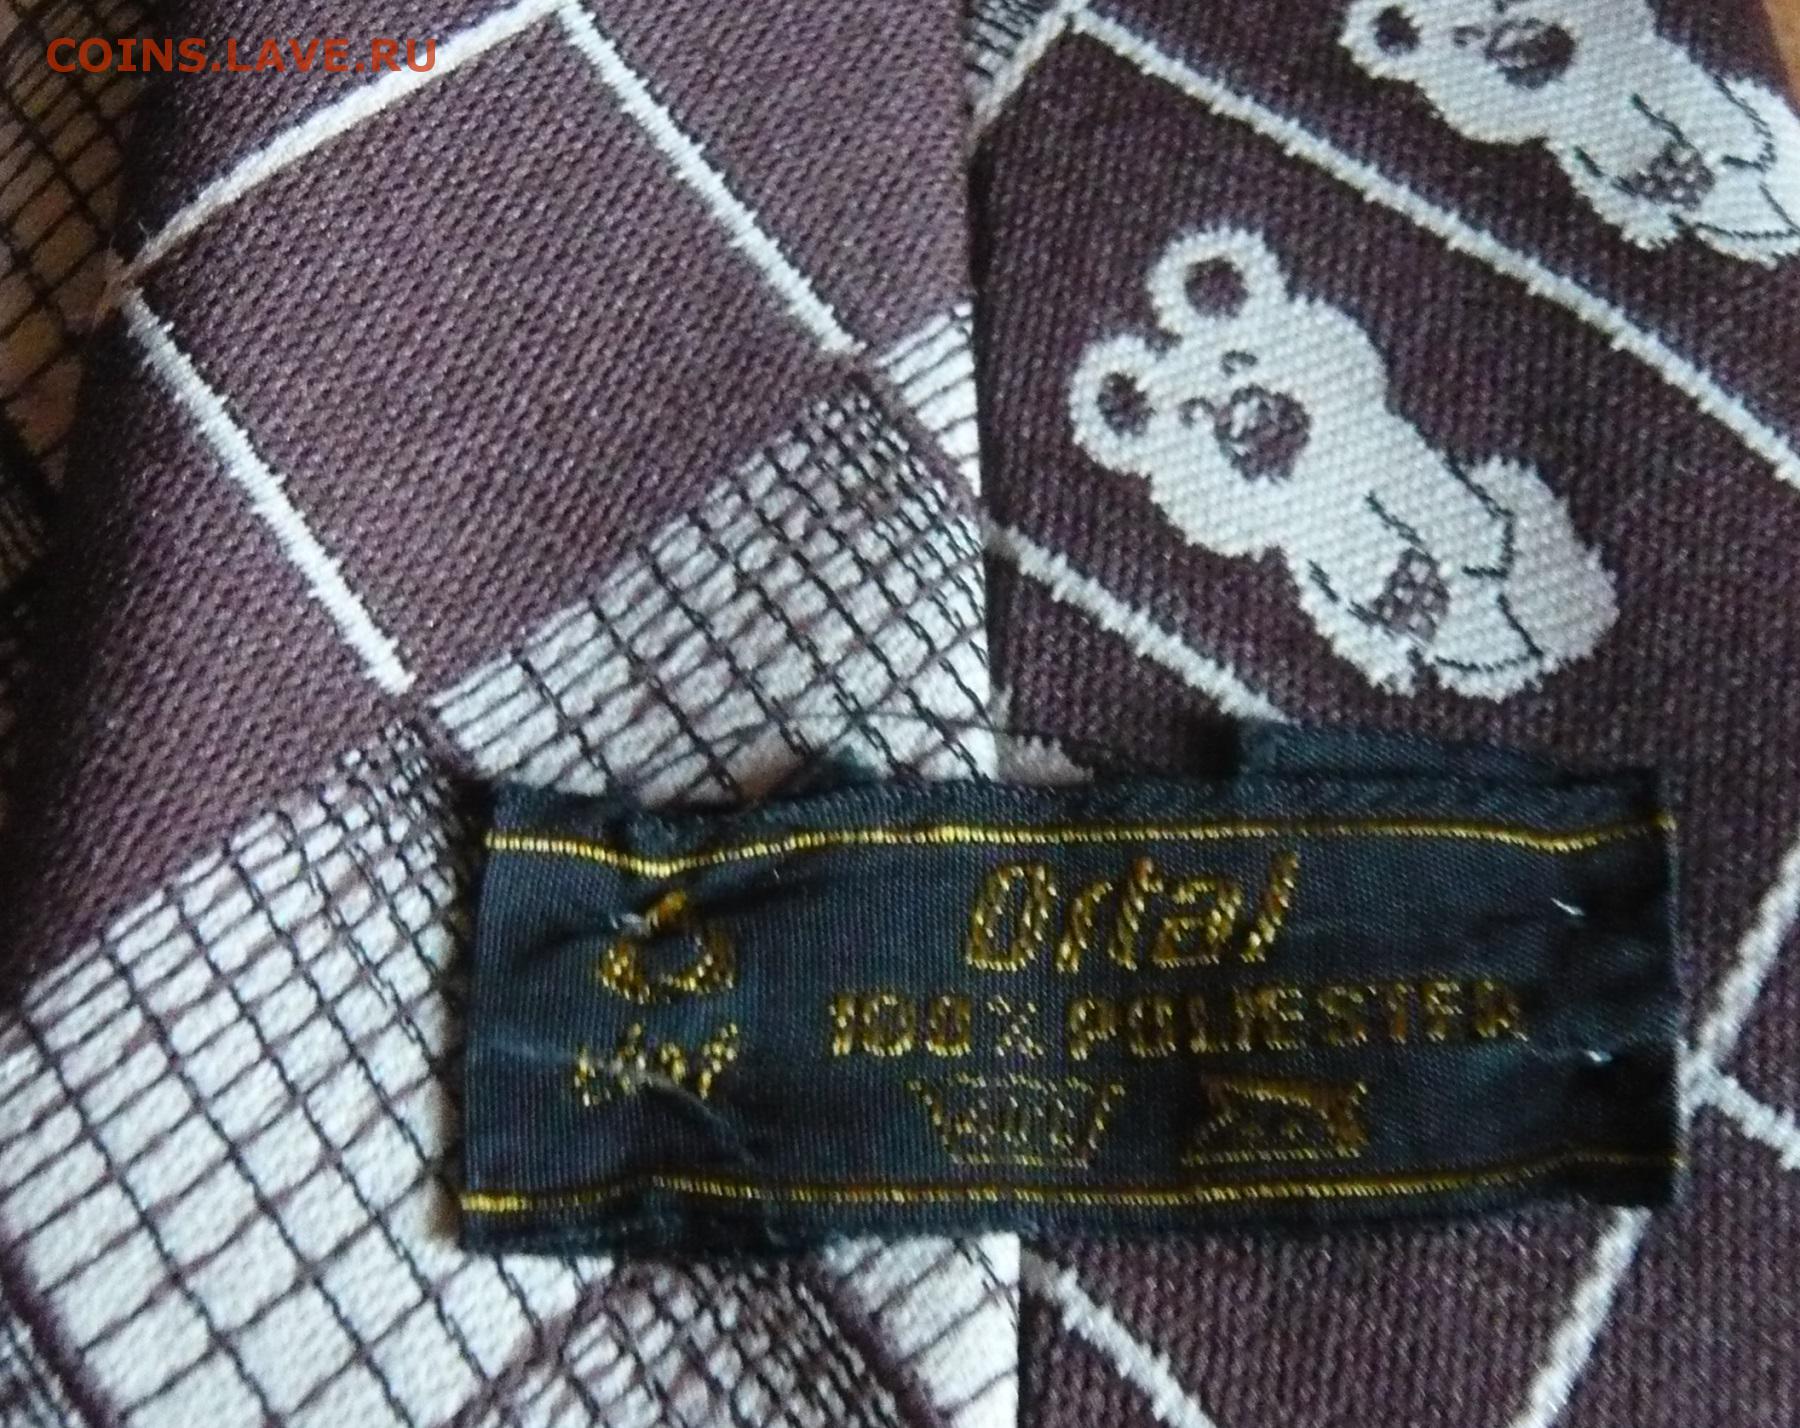 COINS.LAVE.RU
Ortal
100% POLIESTER